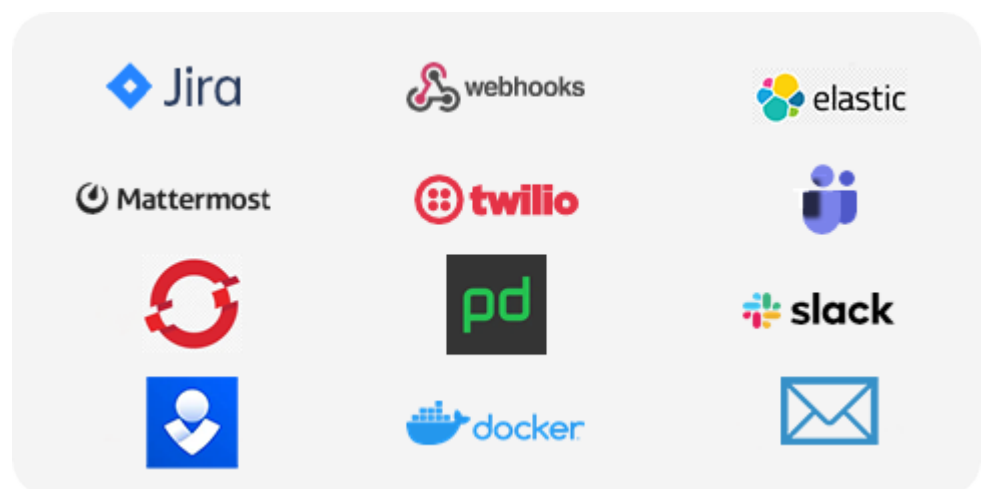 Jira
webhooks
elastic
Mattermost
twilio
pd
slack
docker